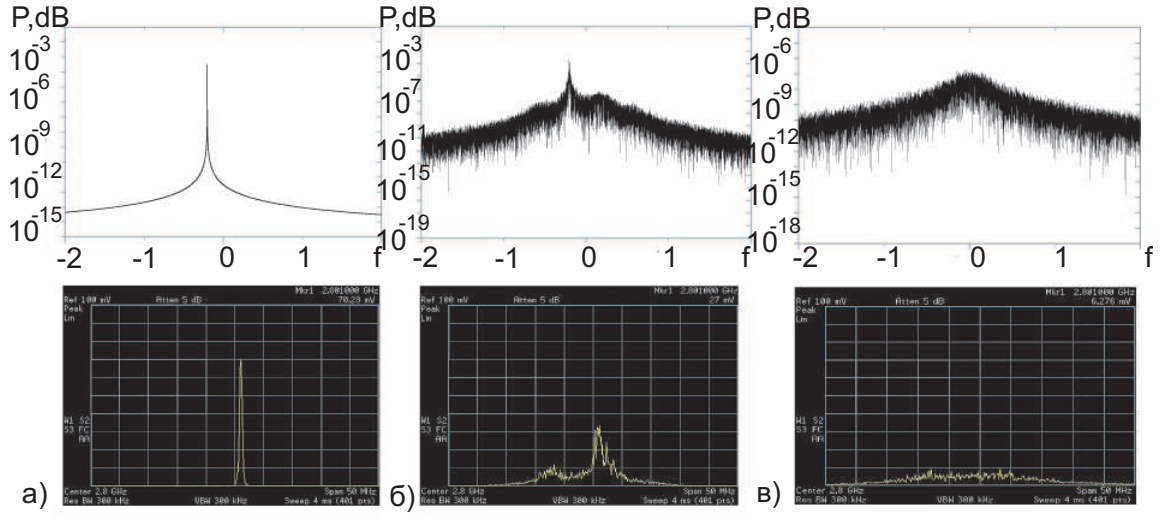 P,dB
10-3
10-6
10-6
10-9
10-12
10-12
10-15
-2 -1 0 1 f
P,dB
10-3
10-7
10-11
10-15
10-19
-2 -1 0 1 f
P,dB
10-6
10-9
10-12
10-15
10-18
-2 -1 0 1 f
Mkr1 2.801000 GHz
Ref 100 mV Atten 5 dB 70.29 mV
Peak
Lin
W1 S2
S3 FC
AA
Center 2.8 GHz Span 50 MHz
Res BW 300 kHz VBW 300 kHz Sweep 4 ms (401 pts)
а)
Mkr1 2.801000 GHz
Ref 100 mV Atten 5 dB 27 mV
Peak
Lin
W1 S2
S3 FC
AA
Center 2.8 GHz Span 50 MHz
Res BW 300 kHz VBW 300 kHz Sweep 4 ms (401 pts)
б)
Mkr1 2.801000 GHz
Ref 100 mV Atten 5 dB 6.276 mV
Peak
Lin
W1 S2
S3 FC
AA
Center 2.8 GHz Span 50 MHz
Res BW 300 kHz VBW 300 kHz Sweep 4 ms (401 pts)
в)